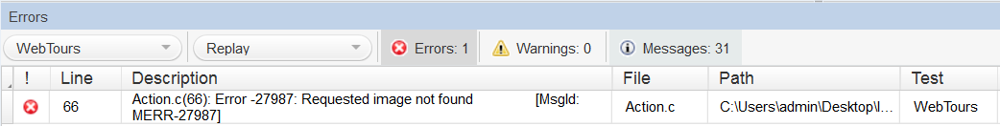 Errors
WebTours Replay Errors: 1 Warnings: 0 Messages: 31
! Line Description File Path Test
66 Action.c(66): Error -27987: Requested image not found [MsgId: MERR-27987] Action.c C:\Users\admin\Desktop\l... WebTours